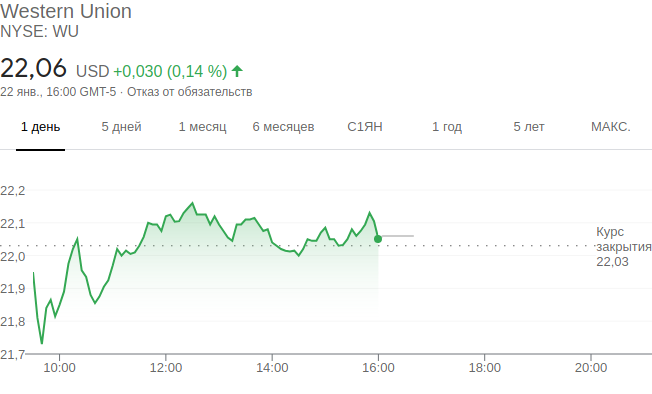 Western Union
NYSE: WU
22,06 USD +0,030 (0,14 %)
22 янв., 16:00 GMT-5 · Отказ от обязательств
1 день 5 дней 1 месяц 6 месяцев С1ЯН 1 год 5 лет МАКС.
22,2
22,1
22,0
21,9
21,8
21,7
Курс
закрытия
22,03
10:00 12:00 14:00 16:00 18:00 20:00